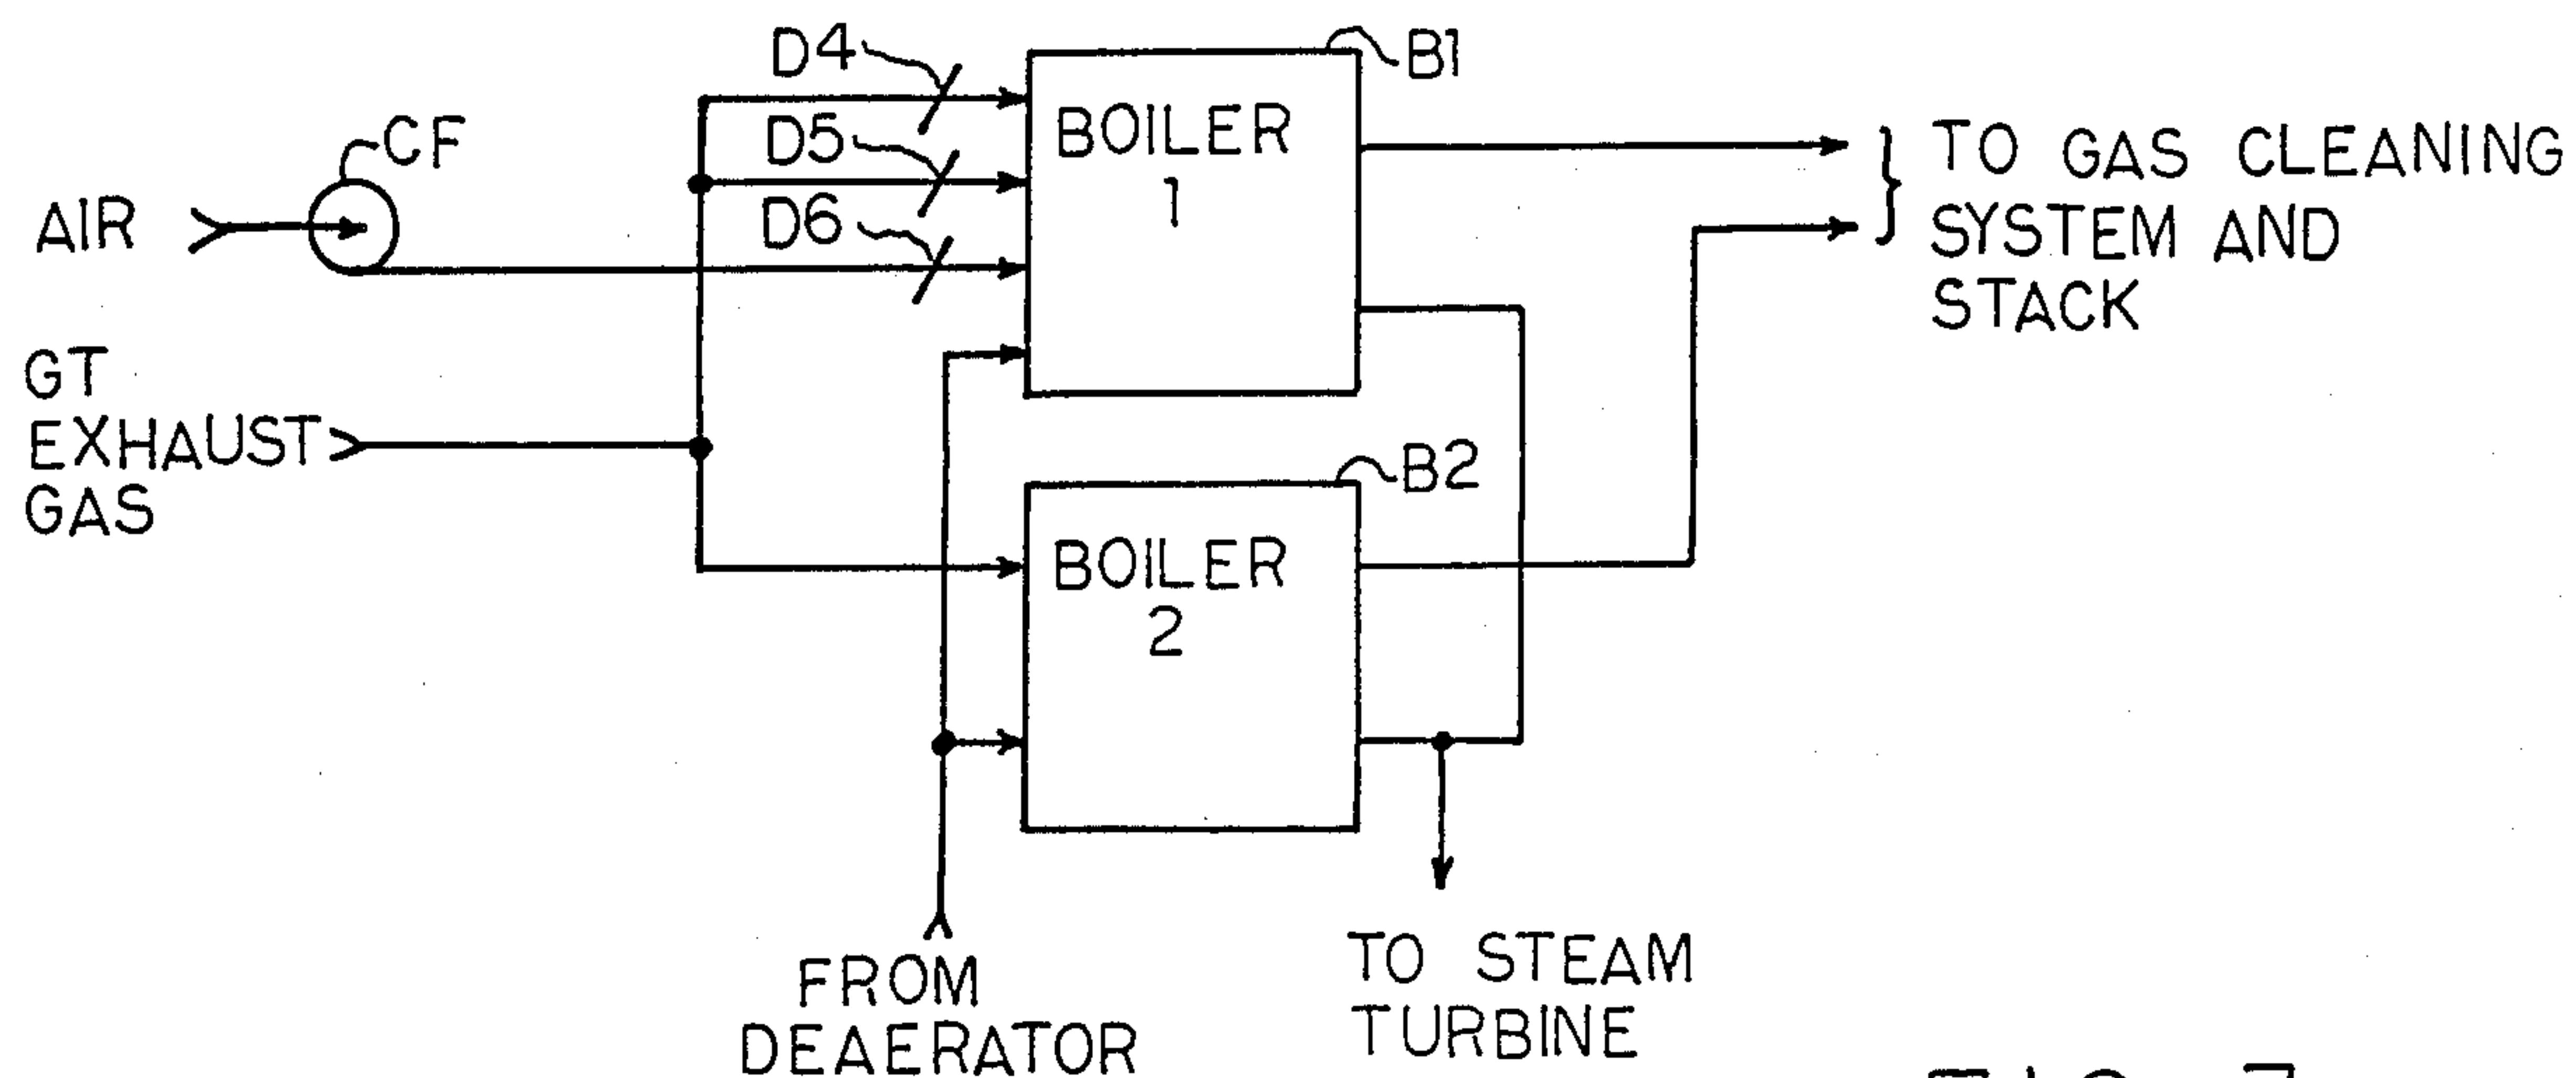 D4
B1
BOILER
1
CF
D5
D6
AIR
TO GAS CLEANING
SYSTEM AND
STACK
GT
EXHAUST
GAS
B2
BOILER
2
FROM
DEAERATOR
TO STEAM
TURBINE